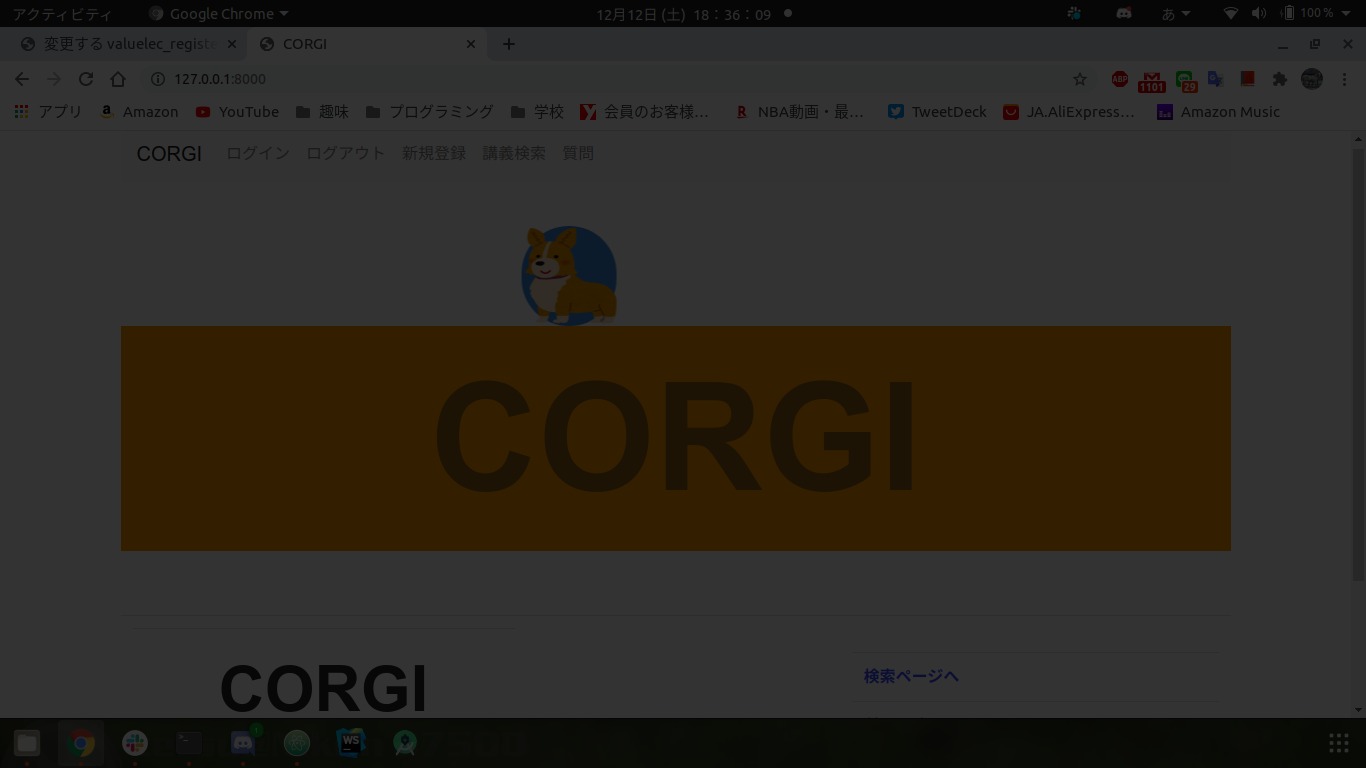 アクティビティ Google Chrome 12月12日 (土) 18：36：09 あ 100 %
変更する valuelec_registe CORGI
127.0.0.1:8000 ABP 1101 29
アプリ Amazon YouTube 趣味 プログラミング 学校 会員のお客様… NBA動画・最… TweetDeck JA.AliExpress… Amazon Music
CORGI ログイン ログアウト 新規登録 講義検索 質問
CORGI
CORGI
検索ページへ
WS